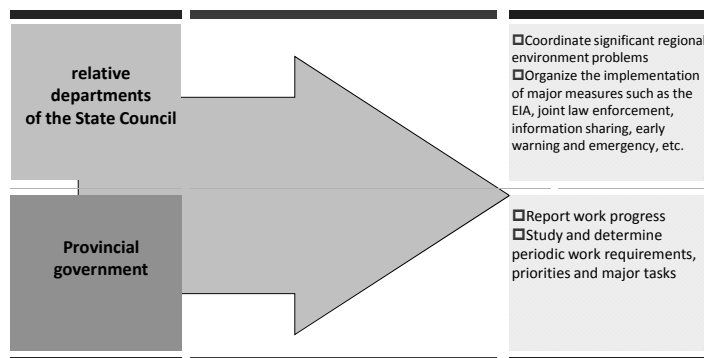 relative
departments
of the State Council
Provincial
government
☐Coordinate significant regional
environment problems
☐Organize the implementation
of major measures such as the
EIA, joint law enforcement,
information sharing, early
warning and emergency, etc.
☐Report work progress
☐Study and determine
periodic work requirements,
priorities and major tasks